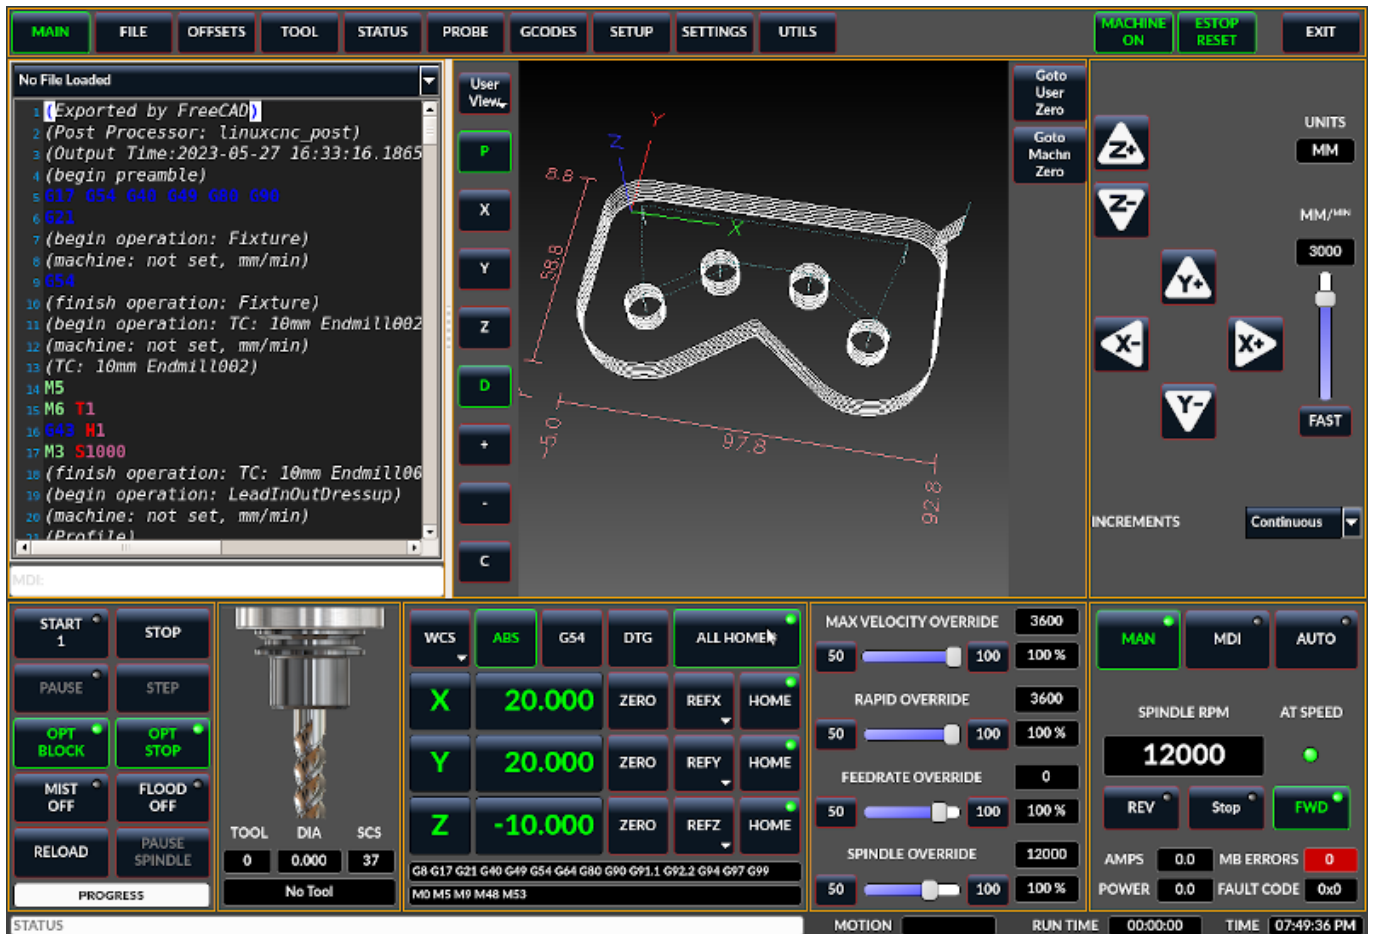 MAIN FILE OFFSETS TOOL STATUS PROBE GCODES SETUP SETTINGS UTILS MACHINE ON ESTOP RESET EXIT
No File Loaded
1 (Exported by FreeCAD)
2 (Post Processor: linuxcnc_post)
3 (Output Time:2023-05-27 16:33:16.1865
4 (begin preamble)
5 G17 G54 G40 G49 G80 G90
6 G21
7 (begin operation: Fixture)
8 (machine: not set, mm/min)
9 G54
10 (finish operation: Fixture)
11 (begin operation: TC: 10mm Endmill002
12 (machine: not set, mm/min)
13 (TC: 10mm Endmill002)
14 M5
15 M6 T1
16 G43 H1
17 M3 S1000
18 (finish operation: TC: 10mm Endmill00
19 (begin operation: LeadInOutDressup)
20 (machine: not set, mm/min)
21 (Profile)
MDI:
User
View
P
X
Y
Z
D
+
-
C
Z Y X
8.8
58.8
-5.0
97.8
92.8
Goto
User
Zero
Goto
Machn
Zero
Z+
Z-
Y+
X-
X+
Y-
UNITS
MM
MM/MIN
3000
FAST
INCREMENTS Continuous
START
1
STOP
PAUSE STEP
OPT
BLOCK
OPT
STOP
MIST
OFF
FLOOD
OFF
RELOAD
PAUSE
SPINDLE
PROGRESS
TOOL DIA SCS
0 0.000 37
No Tool
WCS ABS G54 DTG ALL HOME
X 20.000 ZERO REFX HOME
Y 20.000 ZERO REFY HOME
Z -10.000 ZERO REFZ HOME
G8 G17 G21 G40 G49 G54 G64 G80 G90 G91.1 G92.2 G94 G97 G99
M0 M5 M9 M48 M53
MAX VELOCITY OVERRIDE 3600
50 100 100 %
RAPID OVERRIDE 3600
50 100 100 %
FEEDRATE OVERRIDE 0
50 100 100 %
SPINDLE OVERRIDE 12000
50 100 100 %
MAN MDI AUTO
SPINDLE RPM AT SPEED
12000
REV Stop FWD
AMPS 0.0 MB ERRORS 0
POWER 0.0 FAULT CODE 0x0
STATUS MOTION RUN TIME 00:00:00 TIME 07:49:36 PM